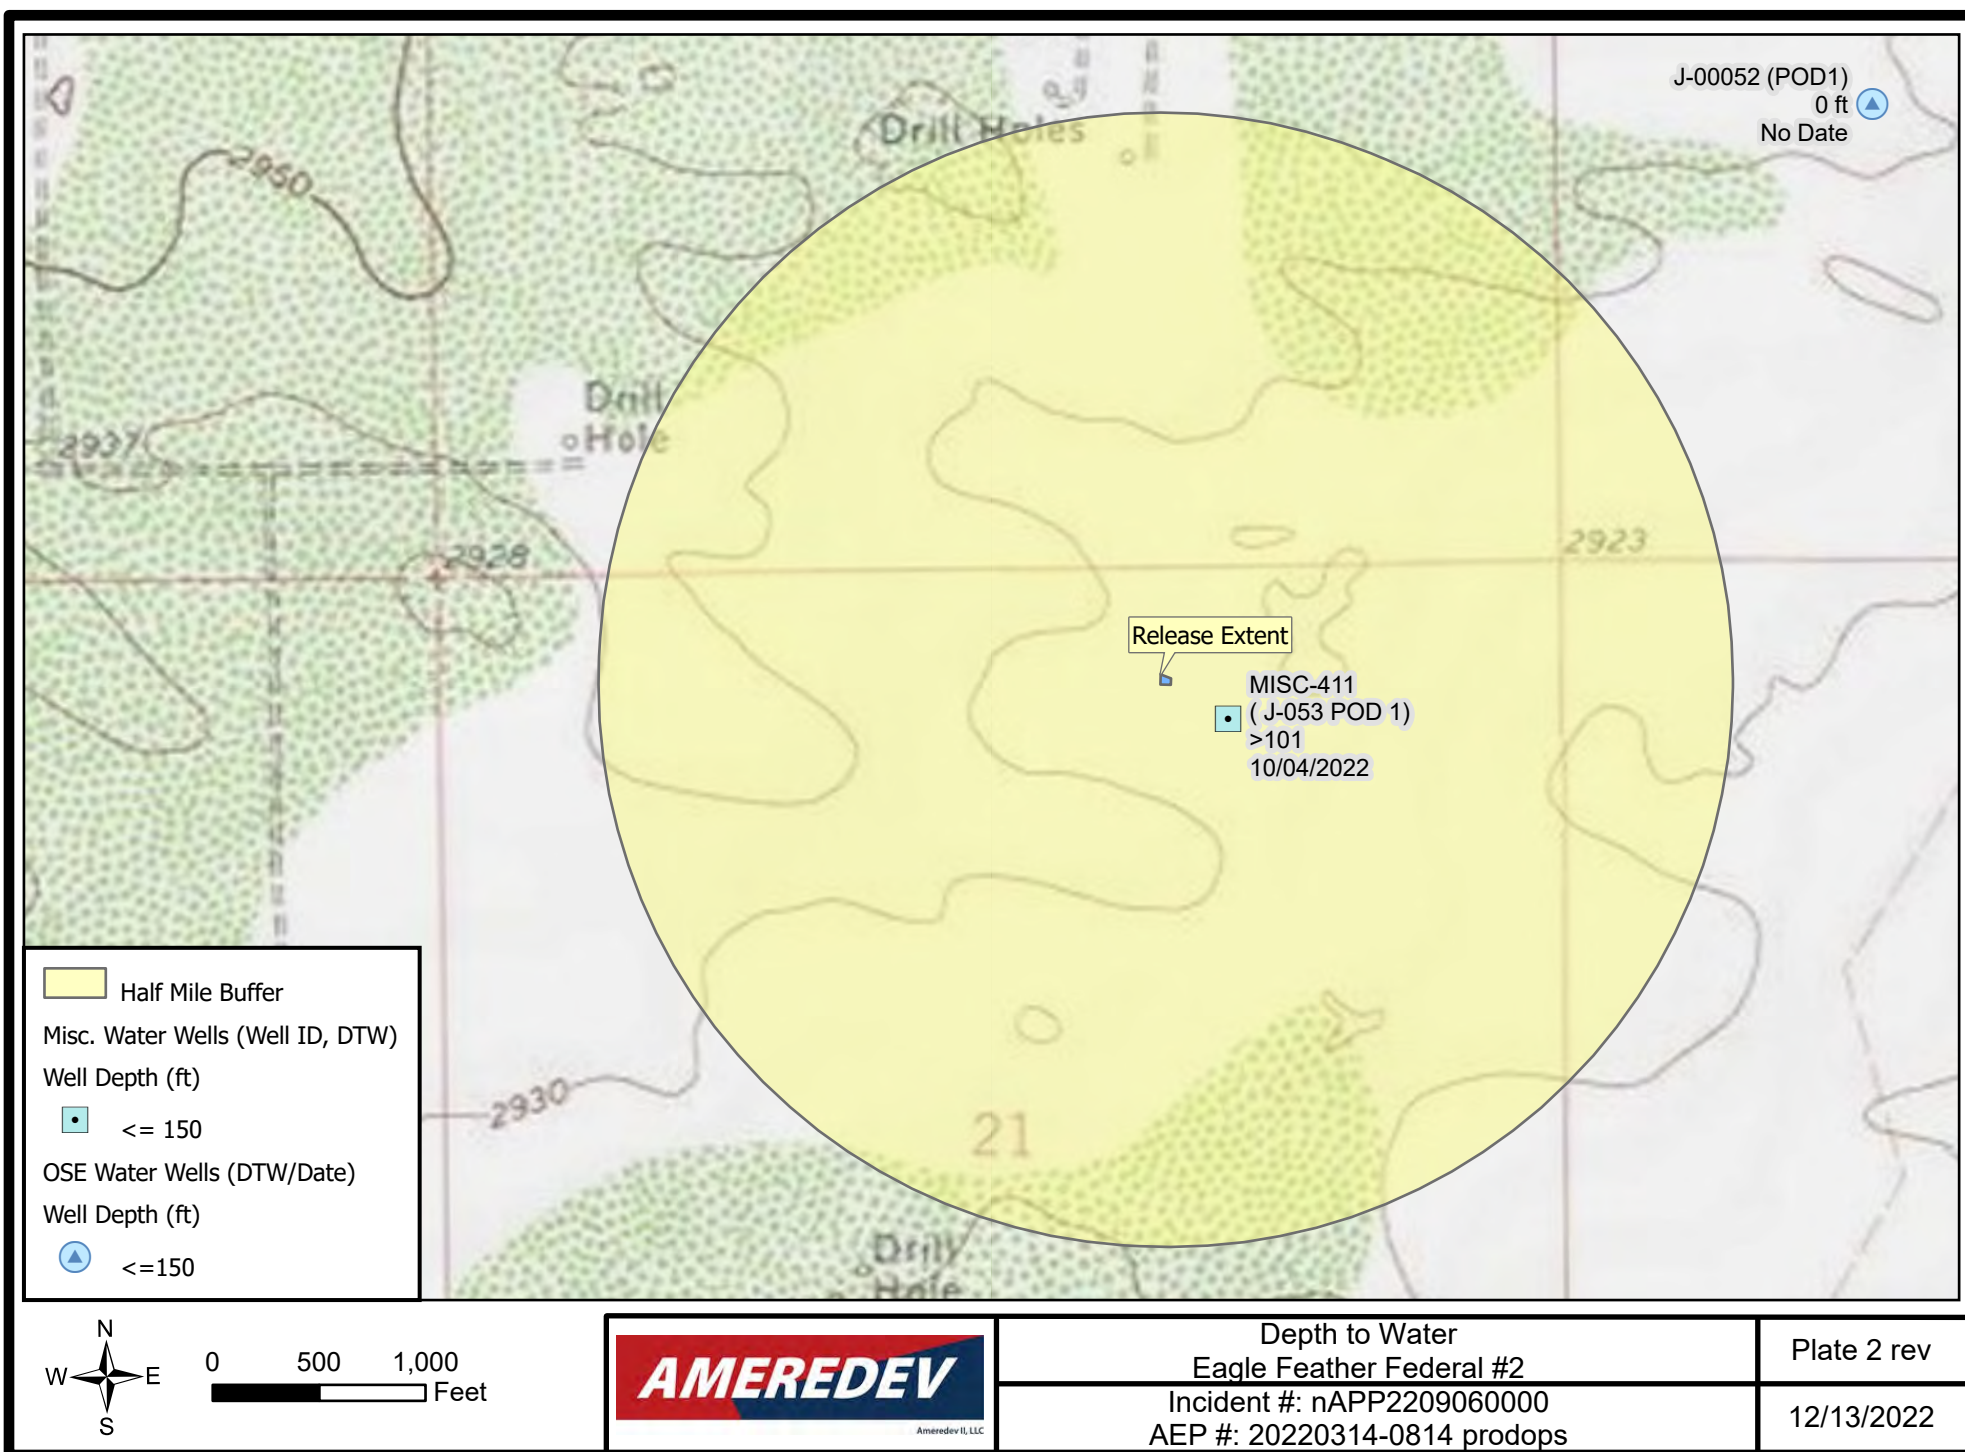 J-00052 (POD1)
0 ft
No Date
Drill Holes
2950
Drill
Hole
2937
2928
2923
Release Extent
MISC-411
( J-053 POD 1)
>101
10/04/2022
2930
21
Drill
Hole
Half Mile Buffer
Misc. Water Wells (Well ID, DTW)
Well Depth (ft)
<= 150
OSE Water Wells (DTW/Date)
Well Depth (ft)
<=150
N
W E
S
0 500 1,000
Feet
AMEREDEV
Ameredev II, LLC
Depth to Water
Eagle Feather Federal #2
Incident #: nAPP2209060000
AEP #: 20220314-0814 prodops
Plate 2 rev
12/13/2022